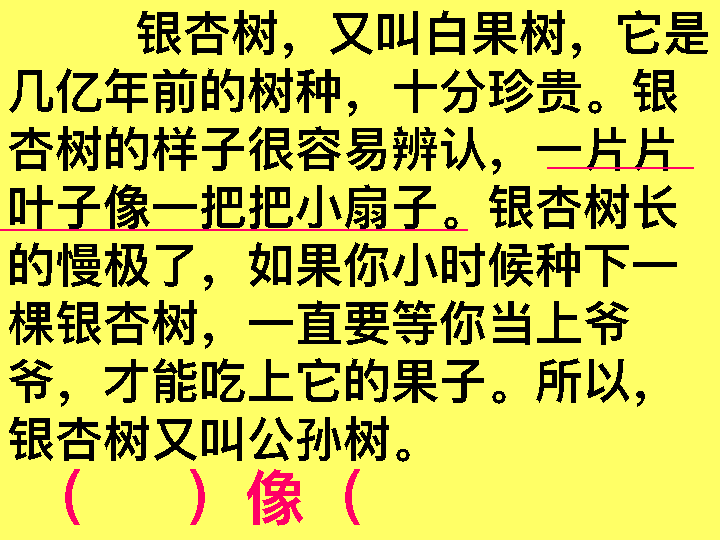 银杏树，又叫白果树，它是
几亿年前的树种，十分珍贵。银
杏树的样子很容易辨认，一片片
叶子像一把把小扇子。银杏树长
的慢极了，如果你小时候种下一
棵银杏树，一直要等你当上爷
爷，才能吃上它的果子。所以，
银杏树又叫公孙树。
（　　）像（